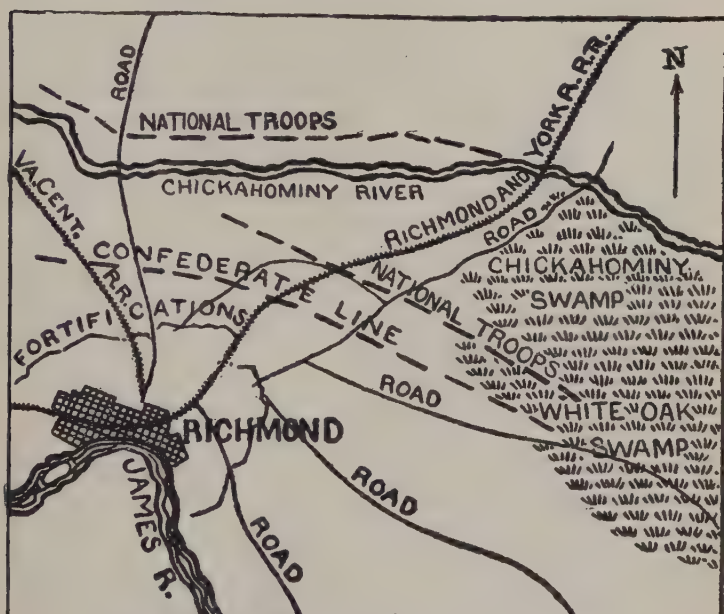 N
ROAD
NATIONAL TROOPS
RICHMOND AND YORK R.R.R.
CHICKAHOMINY RIVER
VA.CENT. R.R.
ROAD
CHICKAHOMINY
SWAMP
CONFEDERATE LINE
NATIONAL TROOPS
FORTIFICATIONS
ROAD
WHITE OAK
SWAMP
RICHMOND
JAMES R.
ROAD
ROAD